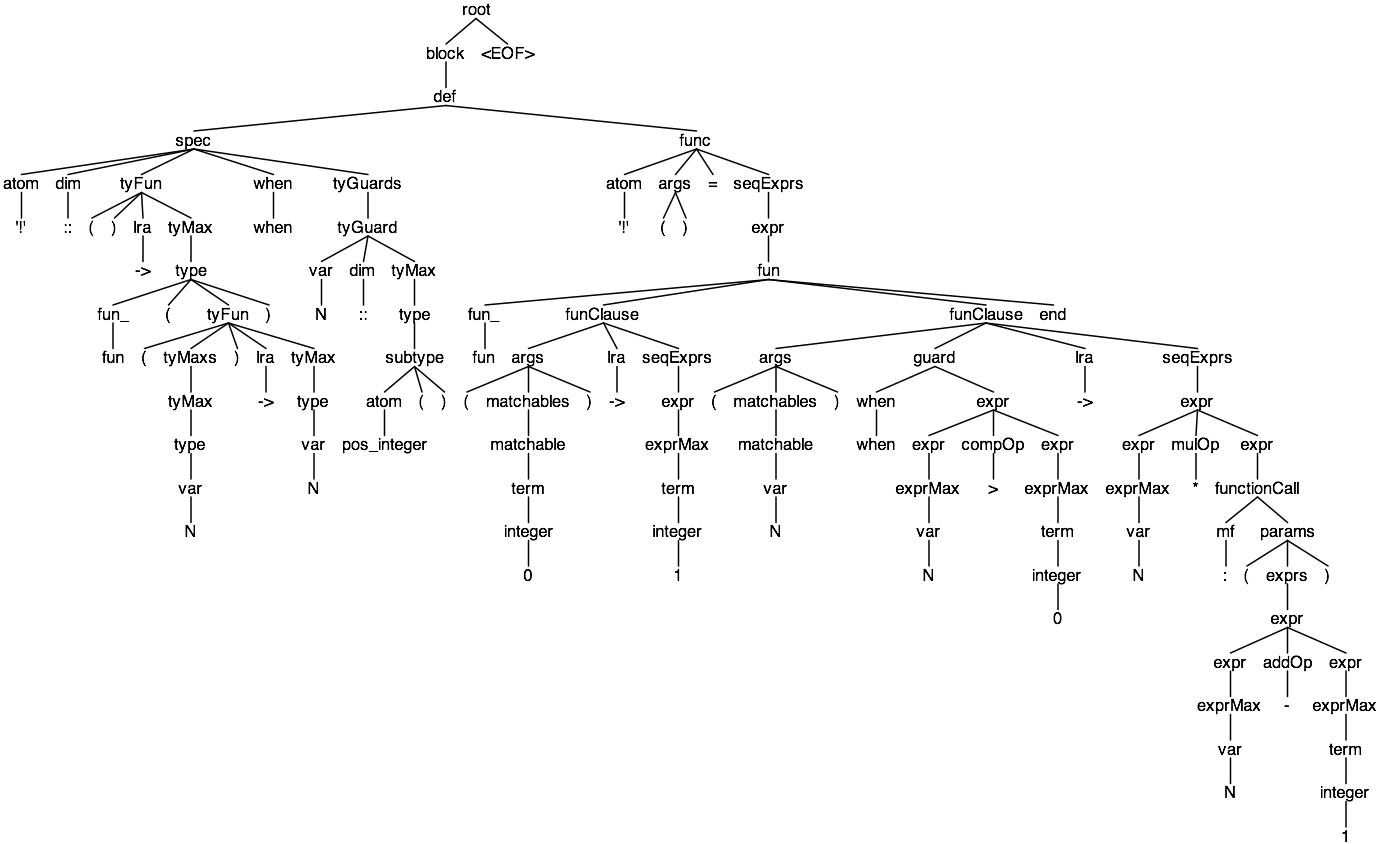 root
block <EOF>
def
spec func
atom dim tyFun when tyGuards atom args = seqExprs
'!' :: ( ) lra tyMax when tyGuard '!' ( ) expr
-> type var dim tyMax fun
fun_ ( tyFun ) N :: type fun_ funClause funClause end
fun ( tyMaxs ) lra tyMax subtype fun args lra seqExprs args guard lra seqExprs
tyMax -> type atom ( ) ( matchables ) -> expr ( matchables ) when expr -> expr
type var pos_integer matchable exprMax matchable when expr compOp expr expr mulOp expr
var N term term var exprMax > exprMax exprMax * functionCall
N integer integer N var term var mf params
0 1 N integer N : ( exprs )
0 expr
expr addOp expr
exprMax - exprMax
var term
N integer
1